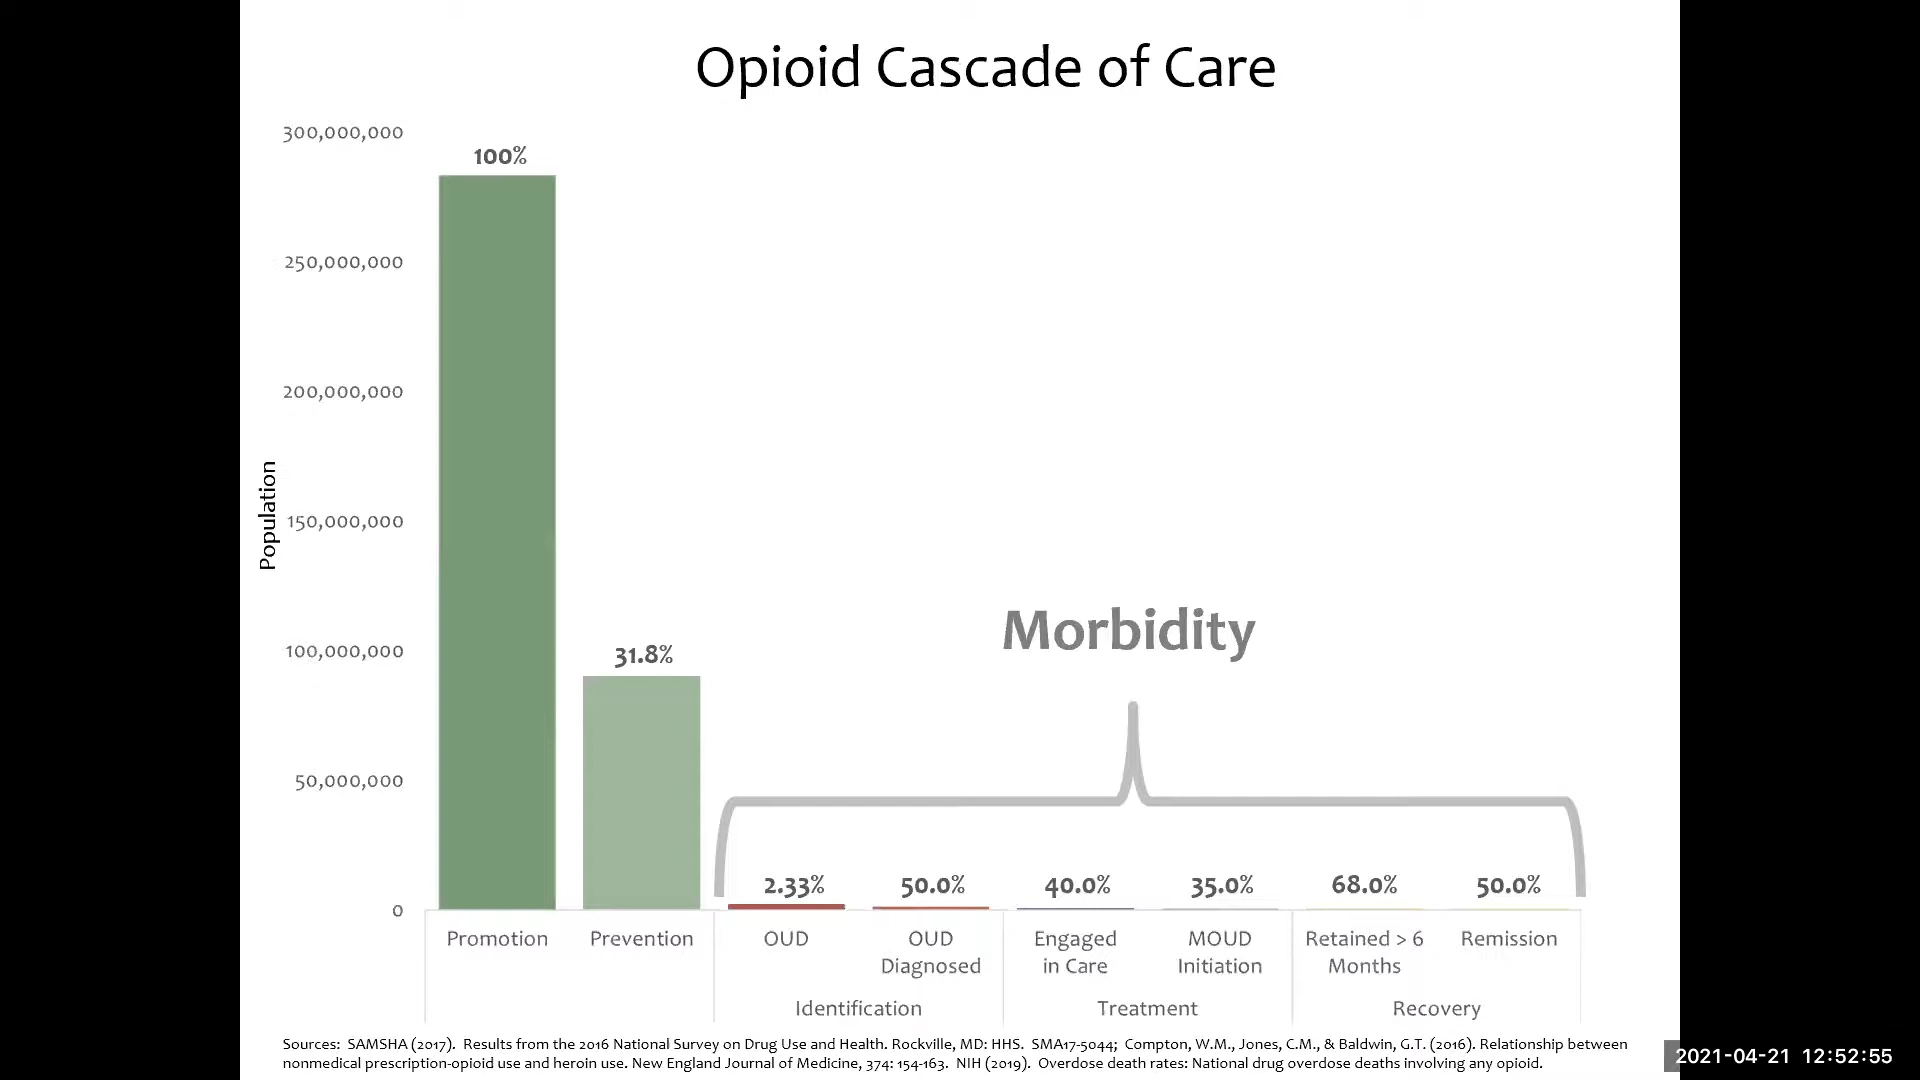 Opioid Cascade of Care
300,000,000
250,000,000
200,000,000
150,000,000
100,000,000
50,000,000
0
Population
100%
31.8%
Morbidity
2.33%
50.0%
40.0%
35.0%
68.0%
50.0%
Promotion
Prevention
OUD
OUD
Diagnosed
Engaged
in Care
MOUD
Initiation
Retained > 6
Months
Remission
Identification
Treatment
Recovery
Sources: SAMSHA (2017). Results from the 2016 National Survey on Drug Use and Health. Rockville, MD: HHS. SMA17-5044; Compton, W.M., Jones, C.M., & Baldwin, G.T. (2016). Relationship between
nonmedical prescription-opioid use and heroin use. New England Journal of Medicine, 374: 154-163. NIH (2019). Overdose death rates: National drug overdose deaths involving any opioid.
2021-04-21 12:52:55